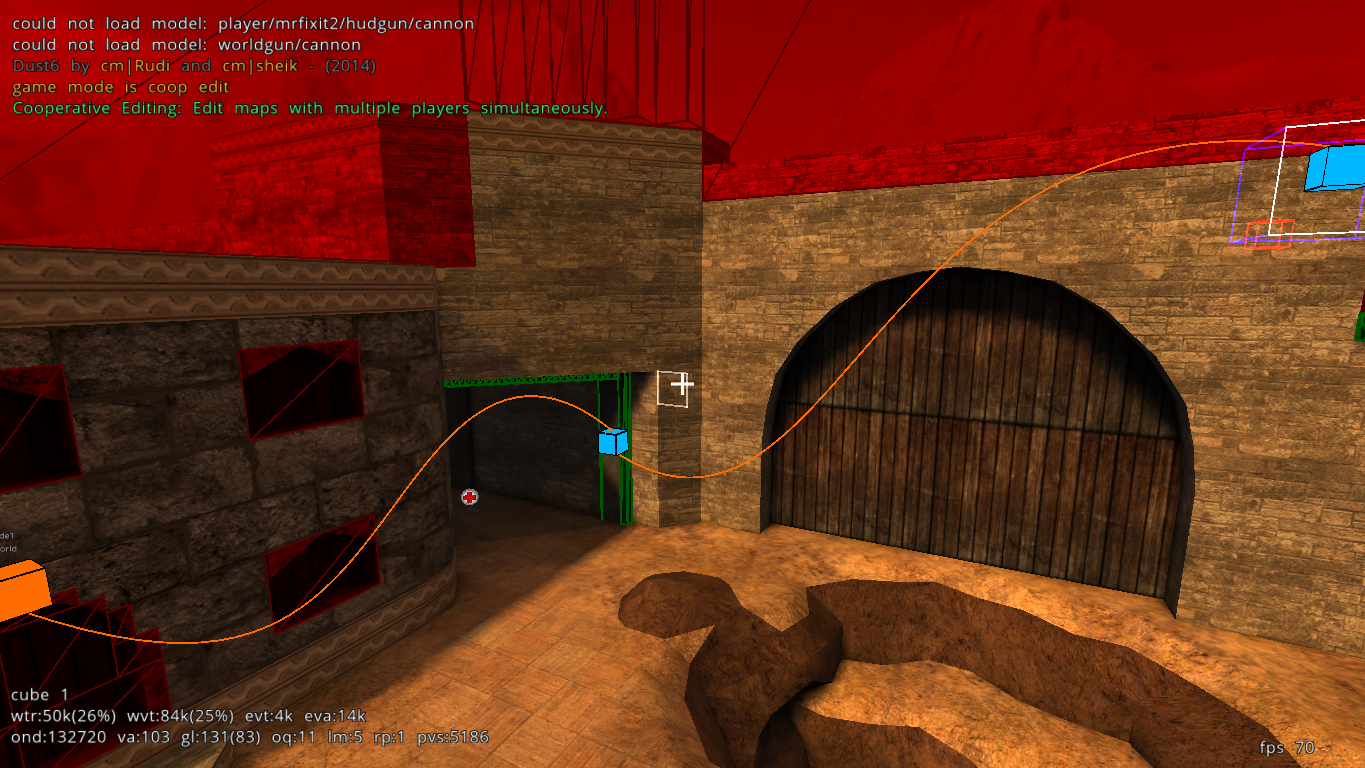 could not load model: player/mrfixit2/hudgun/cannon
could not load model: worldgun/cannon
Dust6 by cm|Rudi and cm|sheik - (2014)
game mode is coop edit
Cooperative Editing: Edit maps with multiple players simultaneously.
de1
orld
cube 1
wtr:50k(26%) wvt:84k(25%) evt:4k eva:14k
ond:132720 va:103 gl:131(83) oq:11 lm:5 rp:1 pvs:5186
fps 70